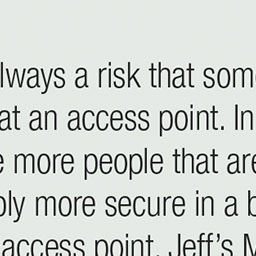 lways a risk that som
at an access point. In
more people that are
ly more secure in a b
access point. Jeff's M